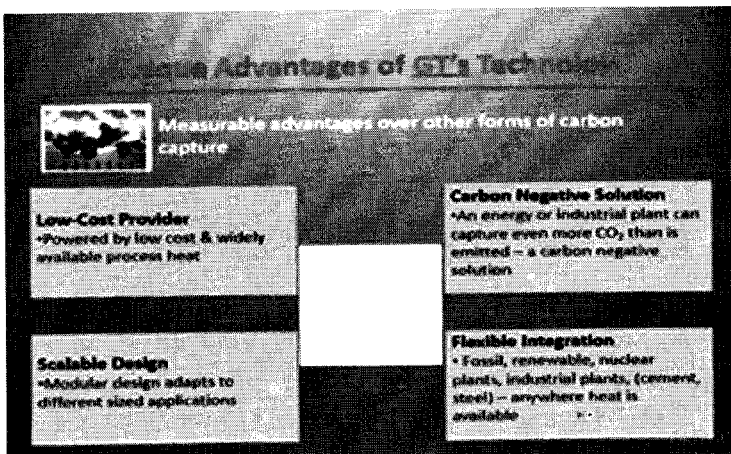 Unique Advantages of GT's Technology
Measurable advantages over other forms of carbon
capture
Low-Cost Provider
•Powered by low cost & widely
available process heat
Carbon Negative Solution
•An energy or industrial plant can
capture even more CO₂ than is
emitted – a carbon negative
solution
Scalable Design
•Modular design adapts to
different sized applications
Flexible Integration
• Fossil, renewable, nuclear
plants, industrial plants, (cement,
steel) – anywhere heat is
available